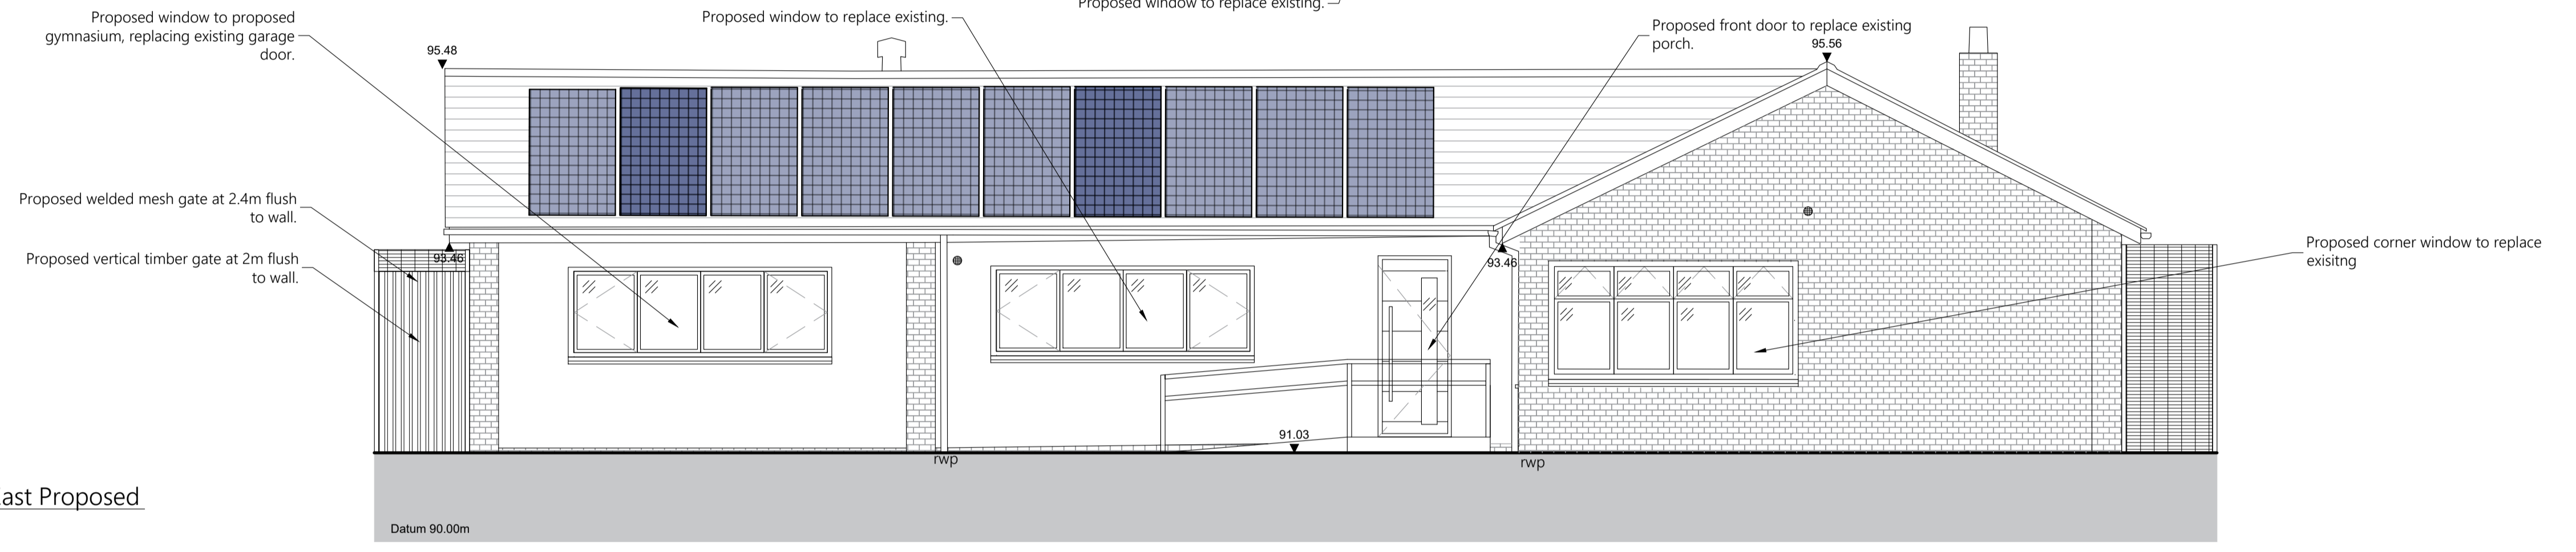 Proposed window to replace existing.
Proposed window to proposed
gymnasium, replacing existing garage
door.
Proposed window to replace existing.
Proposed front door to replace existing
porch.
95.48
95.56
Proposed welded mesh gate at 2.4m flush
to wall.
Proposed vertical timber gate at 2m flush
to wall.
93.46
93.46
Proposed corner window to replace
exisitng
91.03
rwp
rwp
ast Proposed
Datum 90.00m